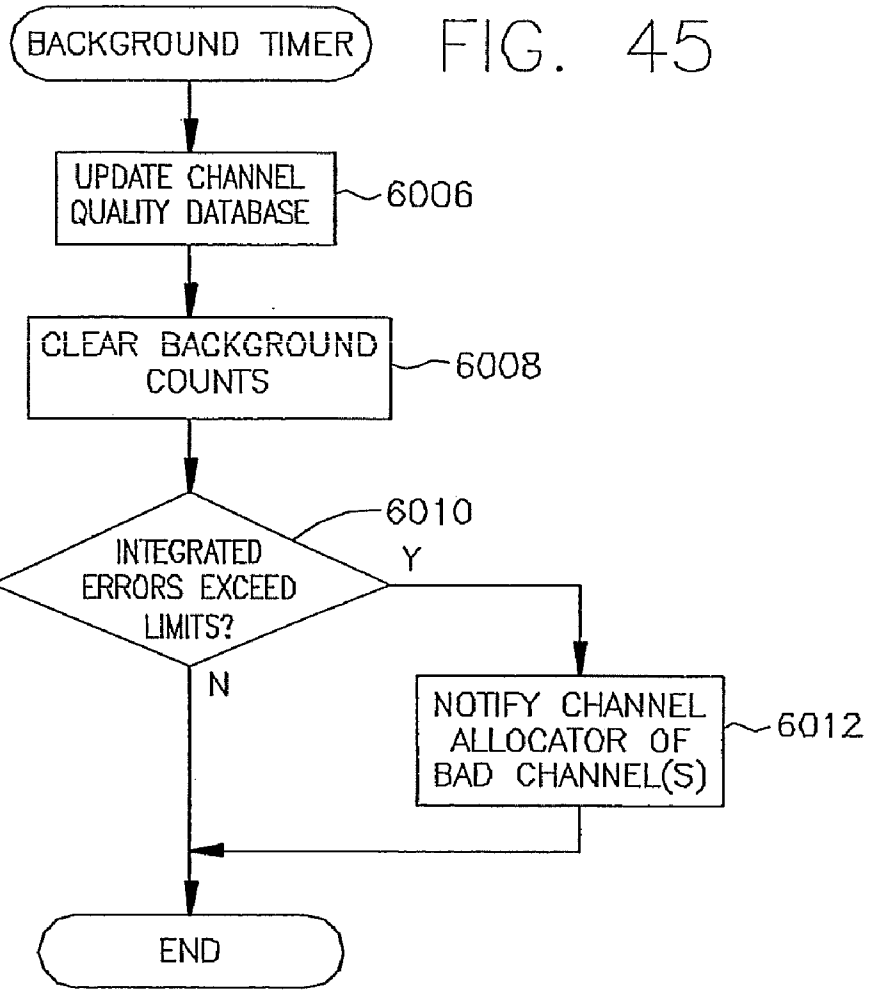 FIG. 45
BACKGROUND TIMER
UPDATE CHANNEL
QUALITY DATABASE
6006
CLEAR BACKGROUND
COUNTS
6008
6010
INTEGRATED
ERRORS EXCEED
LIMITS?
Y
N
NOTIFY CHANNEL
ALLOCATOR OF
BAD CHANNEL(S)
6012
END